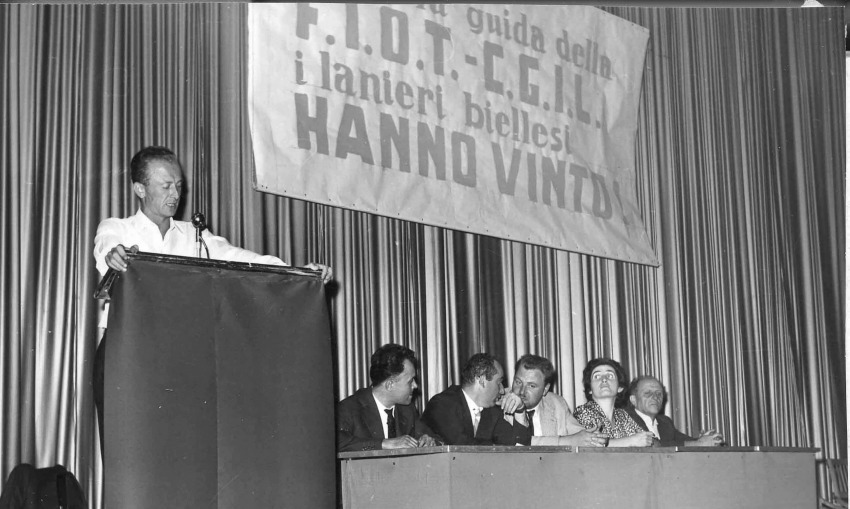 guida della
F.I.O.T.-C.G.I.L.
i lanieri biellesi
HANNO VINTO!